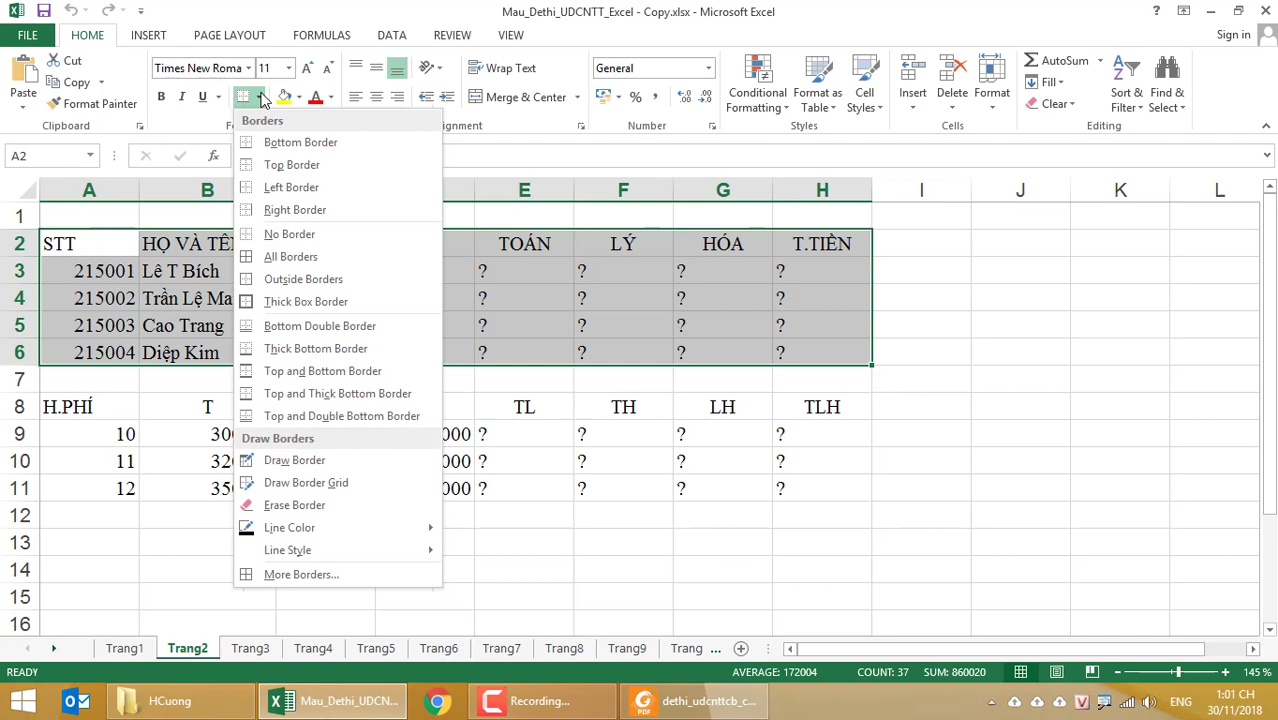 Mau_Dethi_UDCNTT_Excel - Copy.xlsx - Microsoft Excel
?
FILE HOME INSERT PAGE LAYOUT FORMULAS DATA REVIEW VIEW Sign in
Paste
Cut
Copy
Format Painter
Clipboard
Times New Roma 11
B I U
Wrap Text
Merge & Center
General
% ,
Number
Conditional Formatting
Format as Table
Cell Styles
Styles
Insert Delete Format
Cells
AutoSum
Fill
Clear
Sort & Filter
Find & Select
Editing
A2
fx
Borders
Bottom Border
Top Border
Left Border
Right Border
No Border
All Borders
Outside Borders
Thick Box Border
Bottom Double Border
Thick Bottom Border
Top and Bottom Border
Top and Thick Bottom Border
Top and Double Bottom Border
Draw Borders
Draw Border
Draw Border Grid
Erase Border
Line Color
Line Style
More Borders...
A B E F G H I J K L
1
2 STT HỌ VÀ TÊN TOÁN LÝ HÓA T.TIỀN
3 215001 Lê T Bích ? ? ? ?
4 215002 Trần Lệ Ma ? ? ? ?
5 215003 Cao Trang ? ? ? ?
6 215004 Diệp Kim ? ? ? ?
7
8 H.PHÍ T TL TH LH TLH
9 10 300 000 ? ? ? ?
10 11 320 000 ? ? ? ?
11 12 350 000 ? ? ? ?
12
13
14
15
16
Trang1 Trang2 Trang3 Trang4 Trang5 Trang6 Trang7 Trang8 Trang9 Trang ...
READY AVERAGE: 172004 COUNT: 37 SUM: 860020 145 %
HCuong Mau_Dethi_UDCN... Recording... dethi_udcnttcb_c... ENG 1:01 CH
30/11/2018